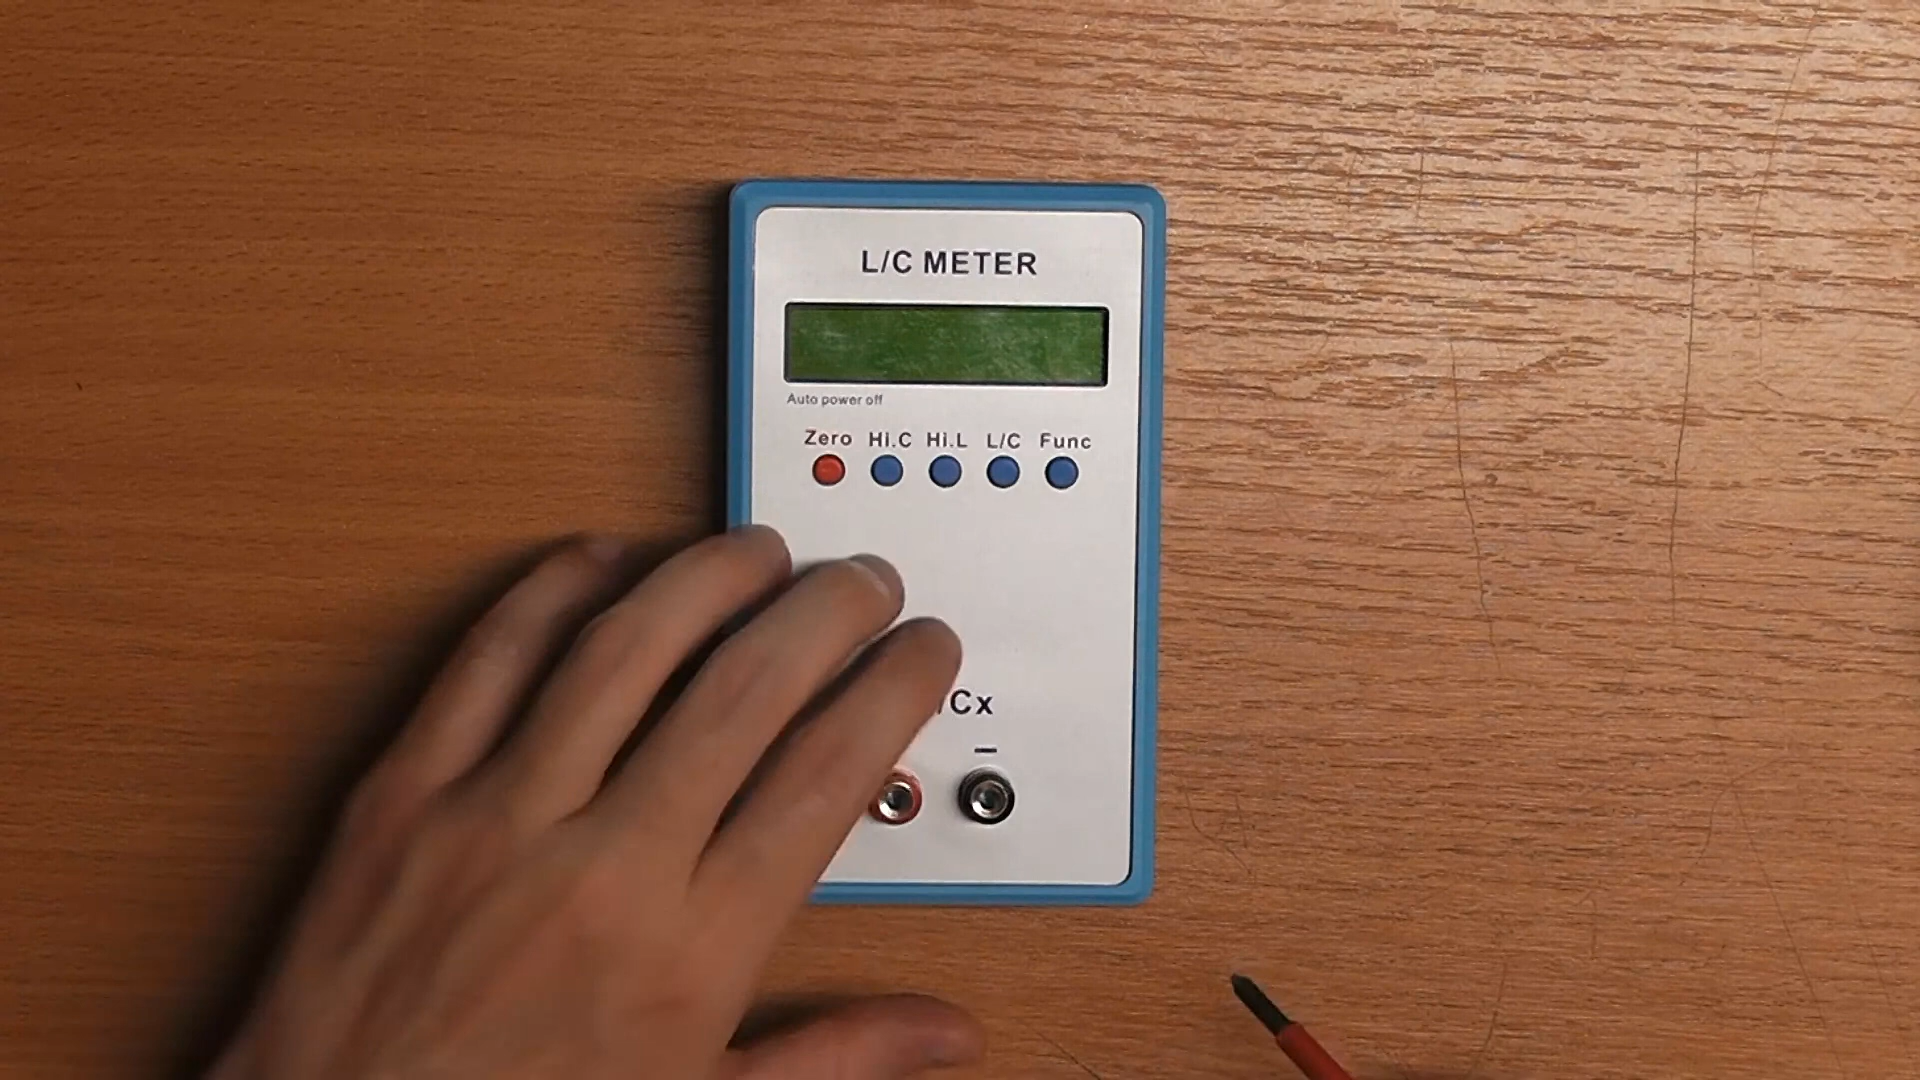 L/C METER
Auto power off
Zero Hi.C Hi.L L/C Func
/Cx
−